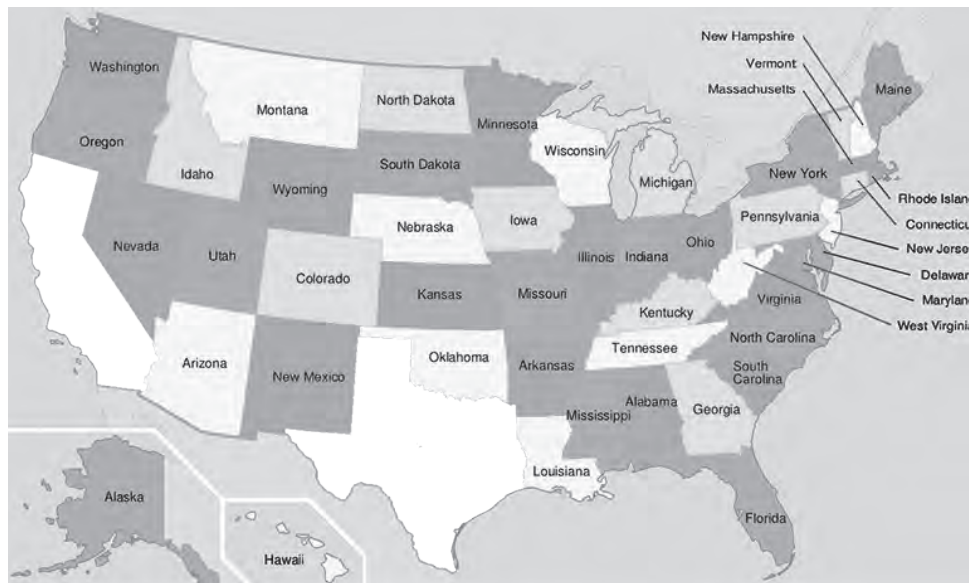 New Hampshire
Vermont
Massachusetts
Maine
Washington
Montana
North Dakota
Minnesota
Oregon
Idaho
Wyoming
South Dakota
Wisconsin
Michigan
New York
Rhode Islan
Connecticu
New Jerse
Delawar
Marylan
West Virginia
Nevada
Utah
Colorado
Nebraska
Iowa
Illinois
Indiana
Ohio
Pennsylvania
Kansas
Missouri
Kentucky
Virginia
Arizona
New Mexico
Oklahoma
Arkansas
Tennessee
North Carolina
South
Carolina
Mississippi
Alabama
Georgia
Louisiana
Florida
Alaska
Hawaii